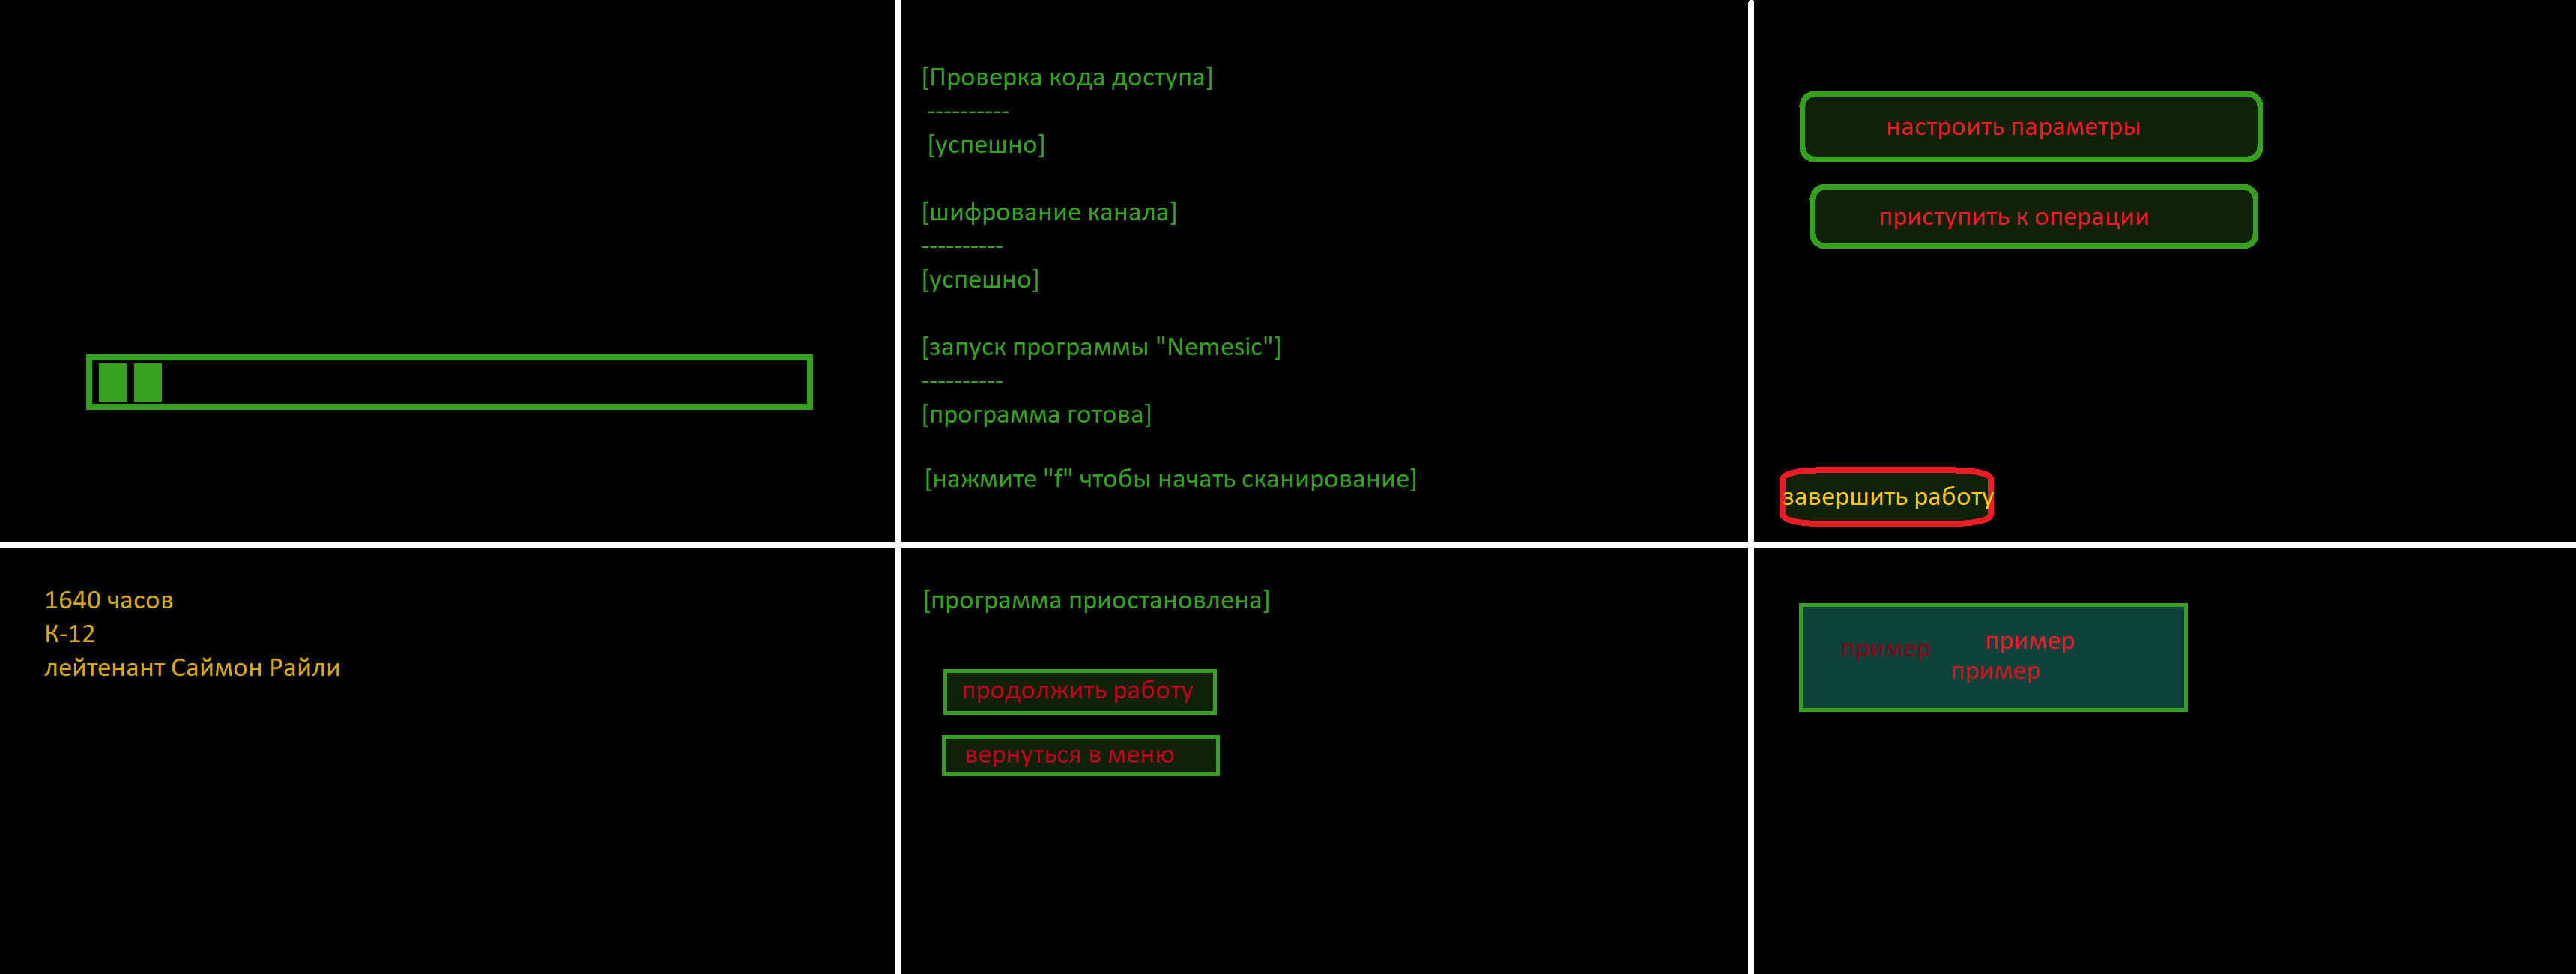 [Проверка кода доступа]
----------
[успешно]
[шифрование канала]
----------
[успешно]
[запуск программы "Nemesic"]
----------
[программа готова]
[нажмите "f" чтобы начать сканирование]
настроить параметры
приступить к операции
завершить работу
1640 часов
К-12
лейтенант Саймон Райли
[программа приостановлена]
продолжить работу
вернуться в меню
пример
пример
пример